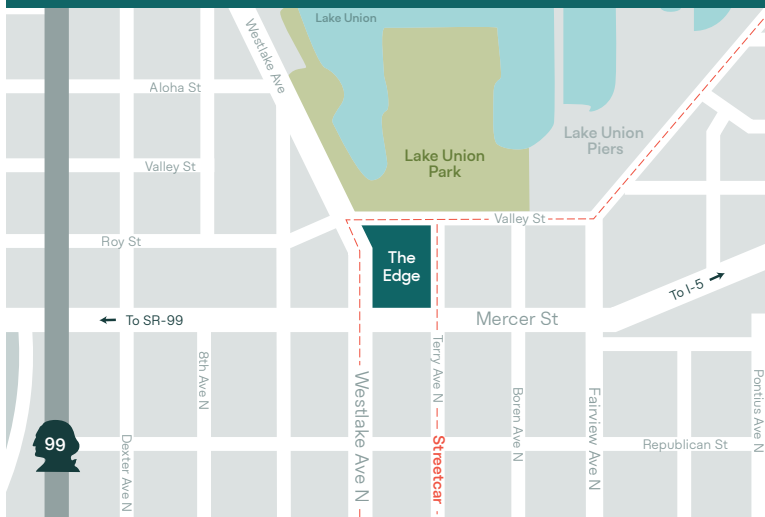 Lake Union
Westlake Ave
Aloha St
Lake Union
Piers
Lake Union
Park
Valley St
Valley St
Roy St
The
Edge
To I-5
To SR-99
Mercer St
8th Ave N
Terry Ave N
Westlake Ave N
Boren Ave N
Fairview Ave N
Pontius Ave N
99
Dexter Ave N
Streetcar
Republican St